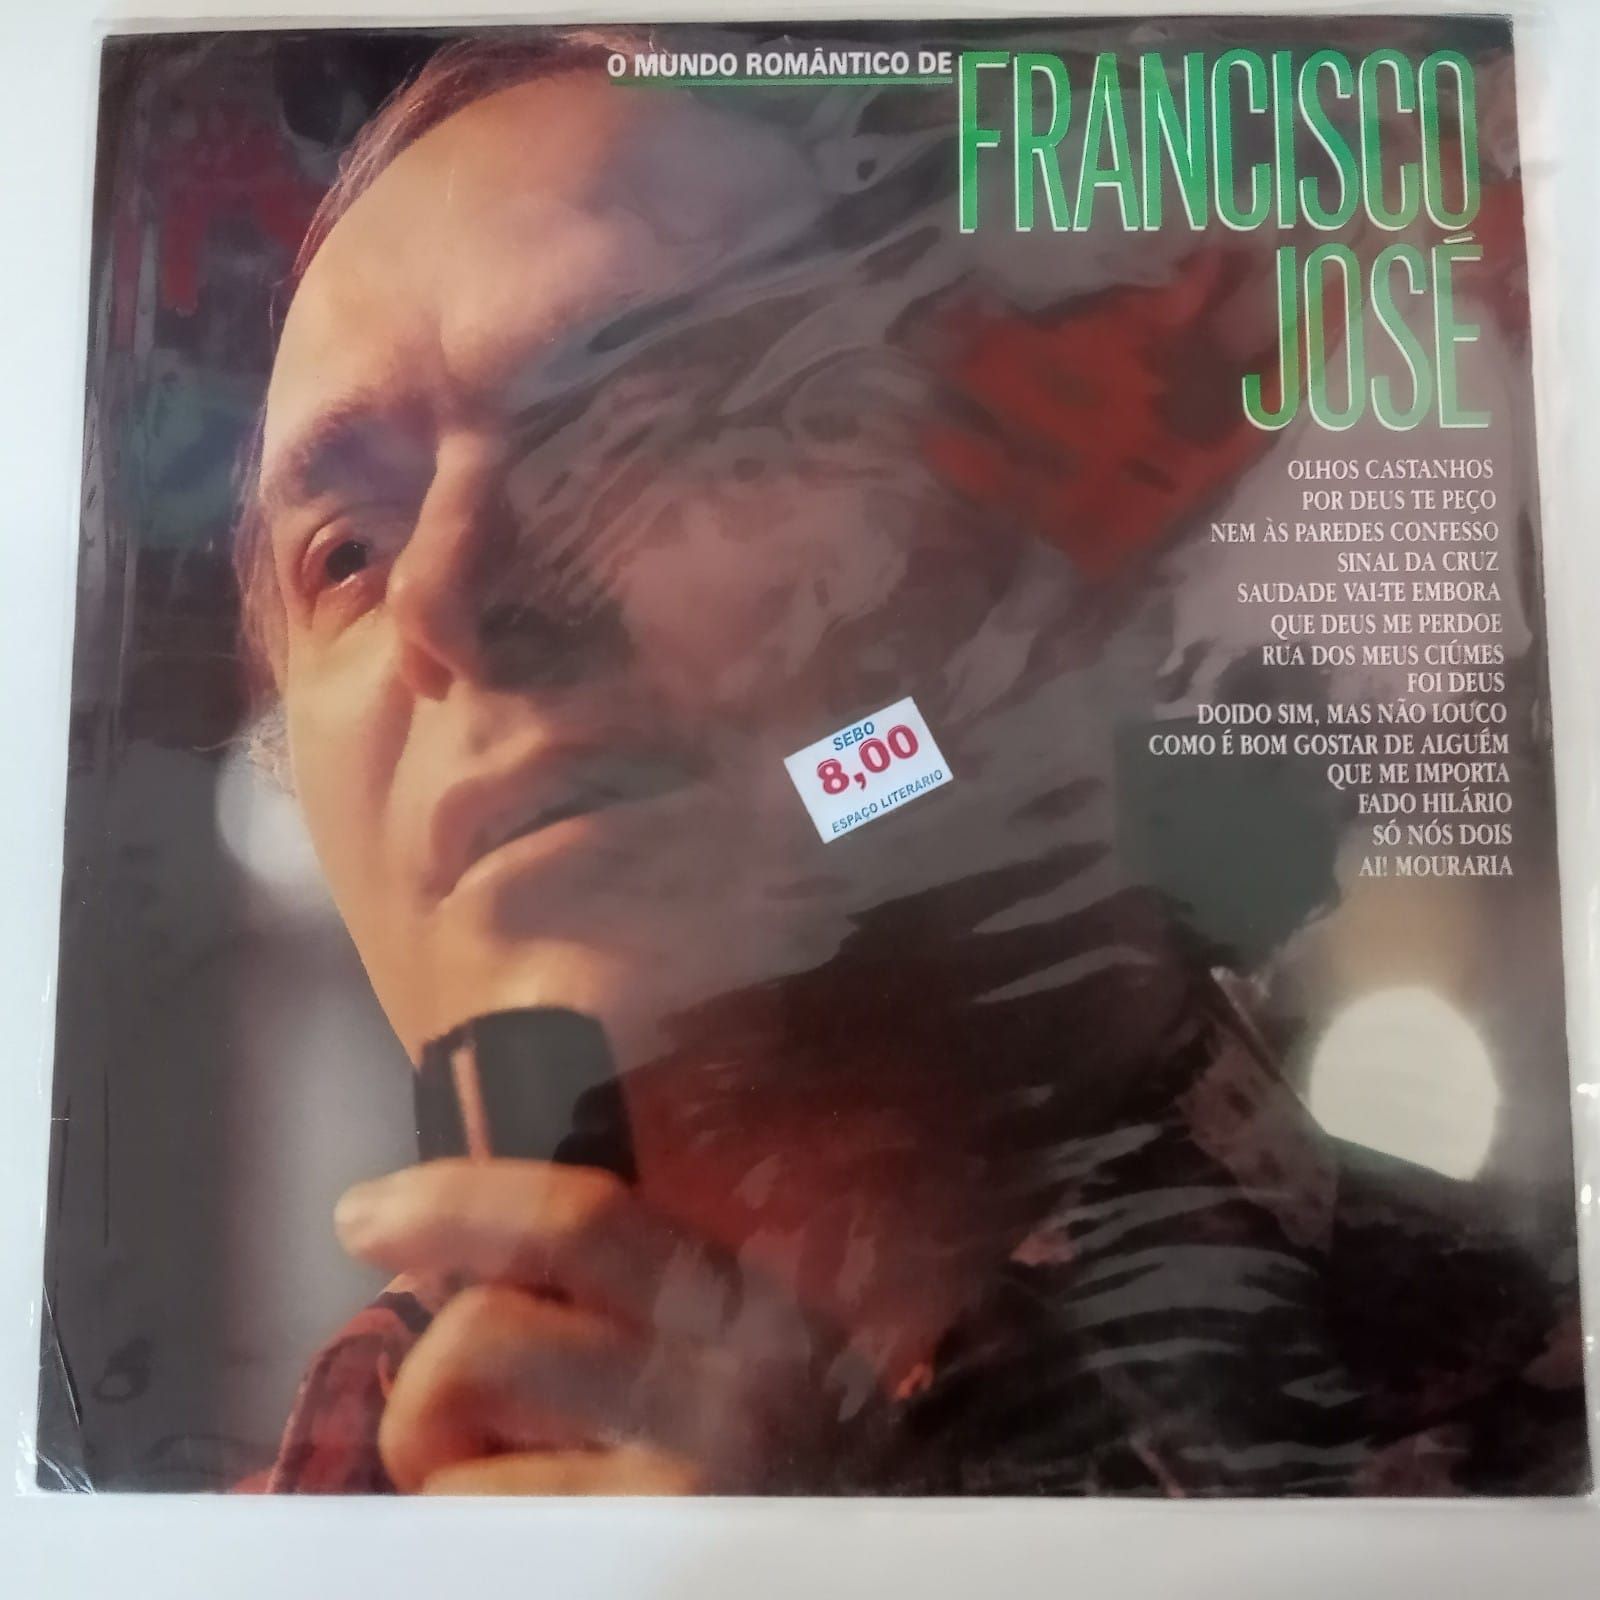 O MUNDO ROMÂNTICO DE
FRANCISCO
JOSÉ
OLHOS CASTANHOS
POR DEUS TE PEÇO
NEM ÀS PAREDES CONFESSO
SINAL DA CRUZ
SAUDADE VAI-TE EMBORA
QUE DEUS ME PERDOE
RUA DOS MEUS CIÚMES
FOI DEUS
DOIDO SIM, MAS NÃO LOUCO
COMO É BOM GOSTAR DE ALGUÉM
QUE ME IMPORTA
FADO HILÁRIO
SÓ NÓS DOIS
AI! MOURARIA
SEBO
8,00
ESPAÇO LITERARIO